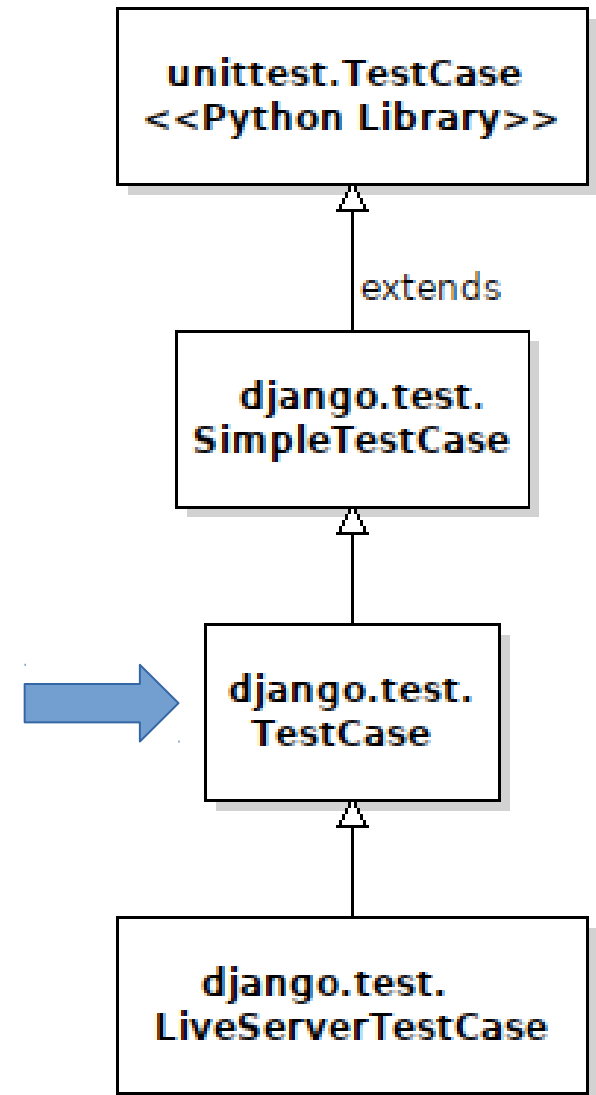 unittest.TestCase
<<Python Library>>
extends
django.test.
SimpleTestCase
django.test.
TestCase
django.test.
LiveServerTestCase